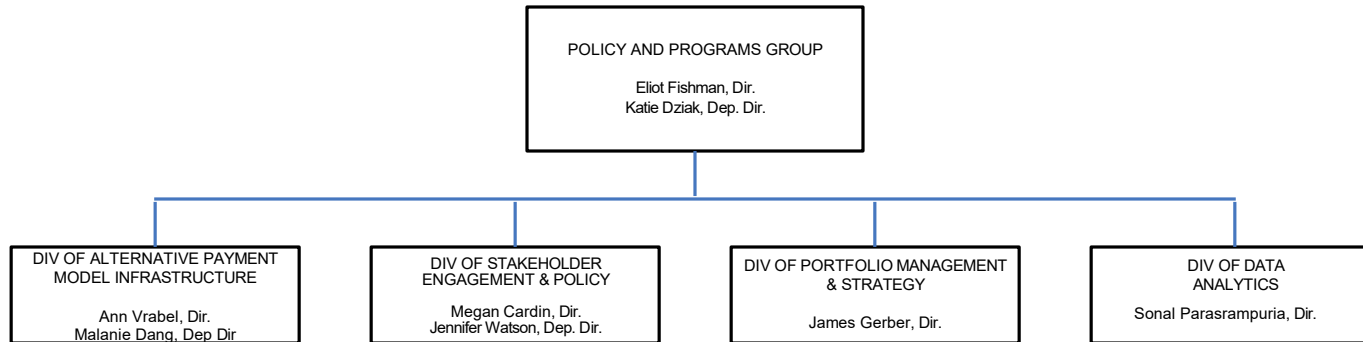 POLICY AND PROGRAMS GROUP
Eliot Fishman, Dir.
Katie Dziak, Dep. Dir.
DIV OF ALTERNATIVE PAYMENT
MODEL INFRASTRUCTURE
Ann Vrabel, Dir.
Malanie Dang, Dep Dir
DIV OF STAKEHOLDER
ENGAGEMENT & POLICY
Megan Cardin, Dir.
Jennifer Watson, Dep. Dir.
DIV OF PORTFOLIO MANAGEMENT
& STRATEGY
James Gerber, Dir.
DIV OF DATA
ANALYTICS
Sonal Parasrampuria, Dir.